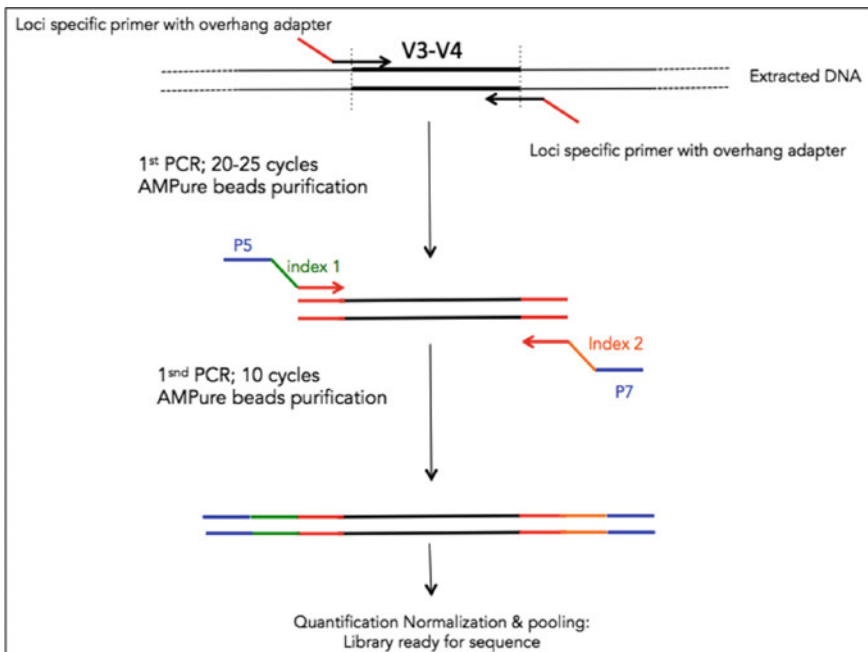 Loci specific primer with overhang adapter
V3-V4
Extracted DNA
Loci specific primer with overhang adapter
1st PCR; 20-25 cycles
AMPure beads purification
P5
index 1
Index 2
P7
1snd PCR; 10 cycles
AMPure beads purification
Quantification Normalization & pooling:
Library ready for sequence